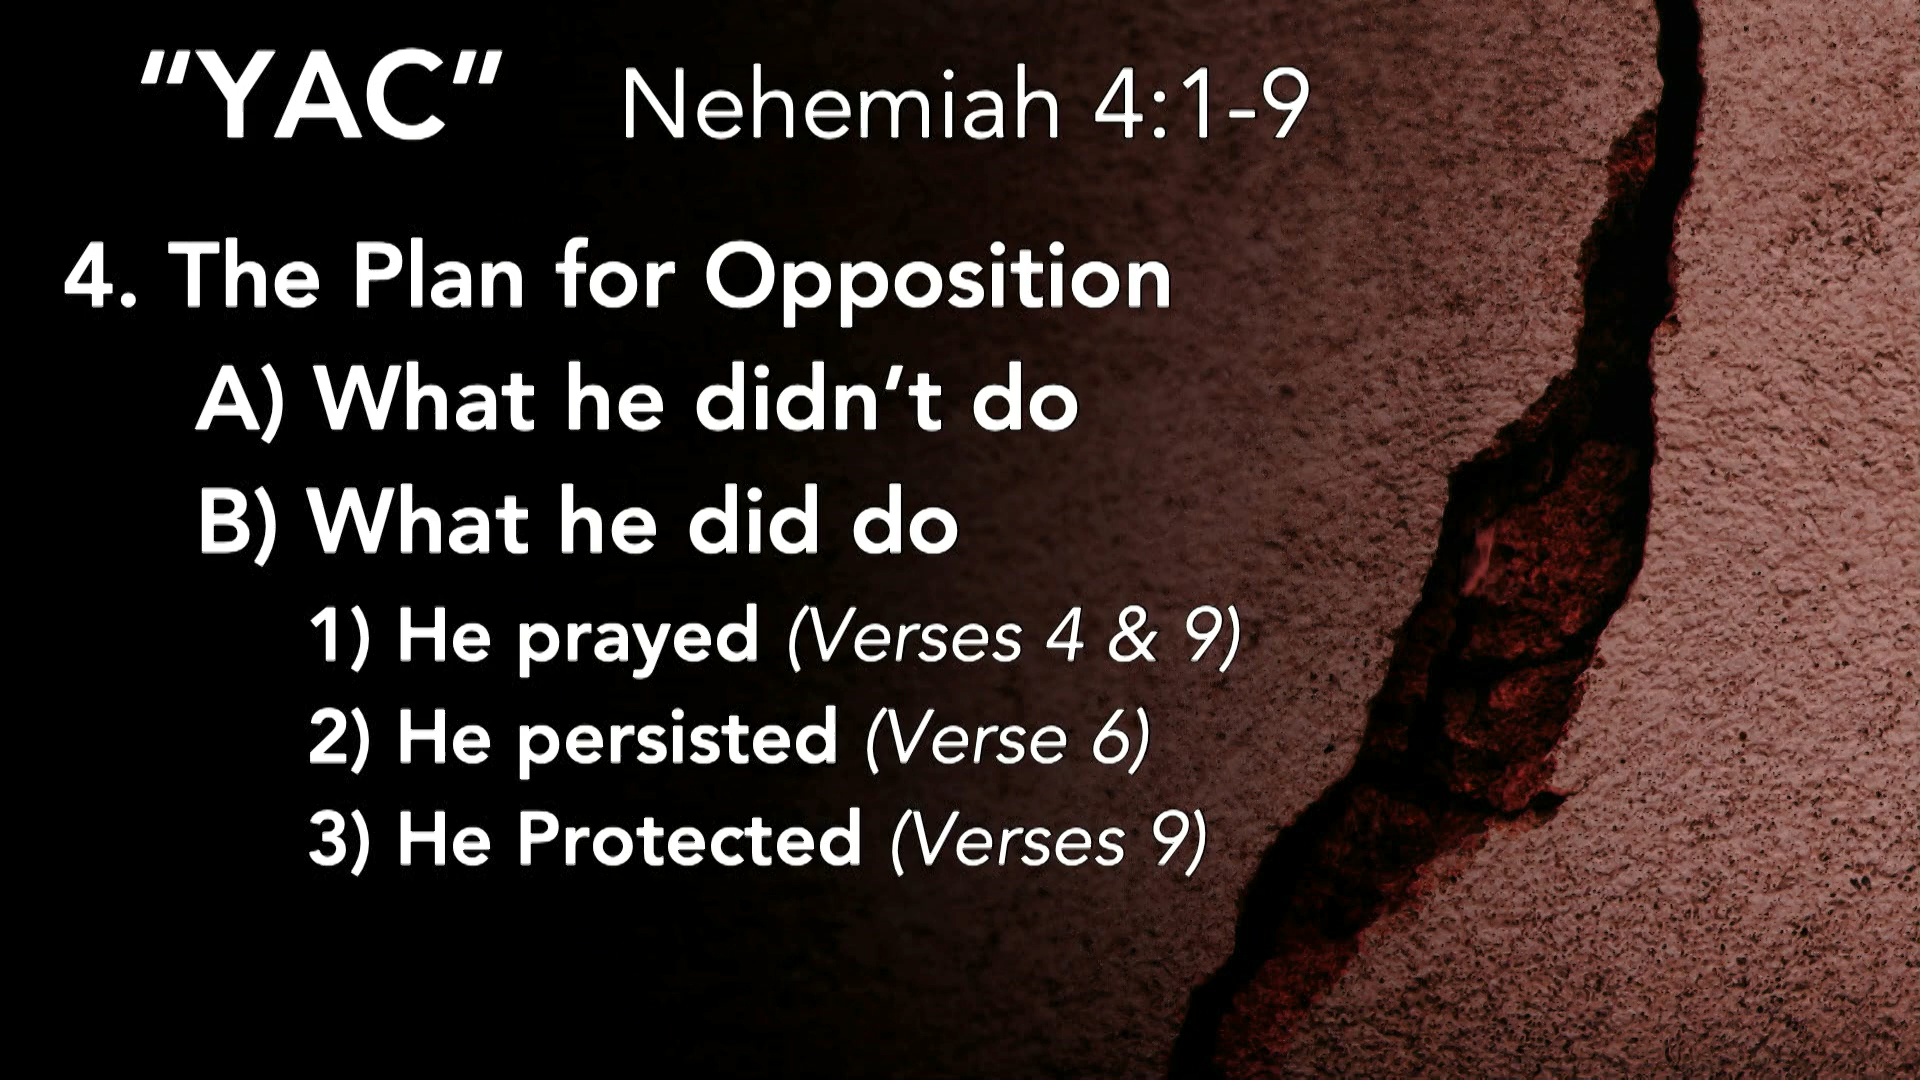 "YAC" Nehemiah 4:1-9
4. The Plan for Opposition
A) What he didn't do
B) What he did do
1) He prayed (Verses 4 & 9)
2) He persisted (Verse 6)
3) He Protected (Verses 9)